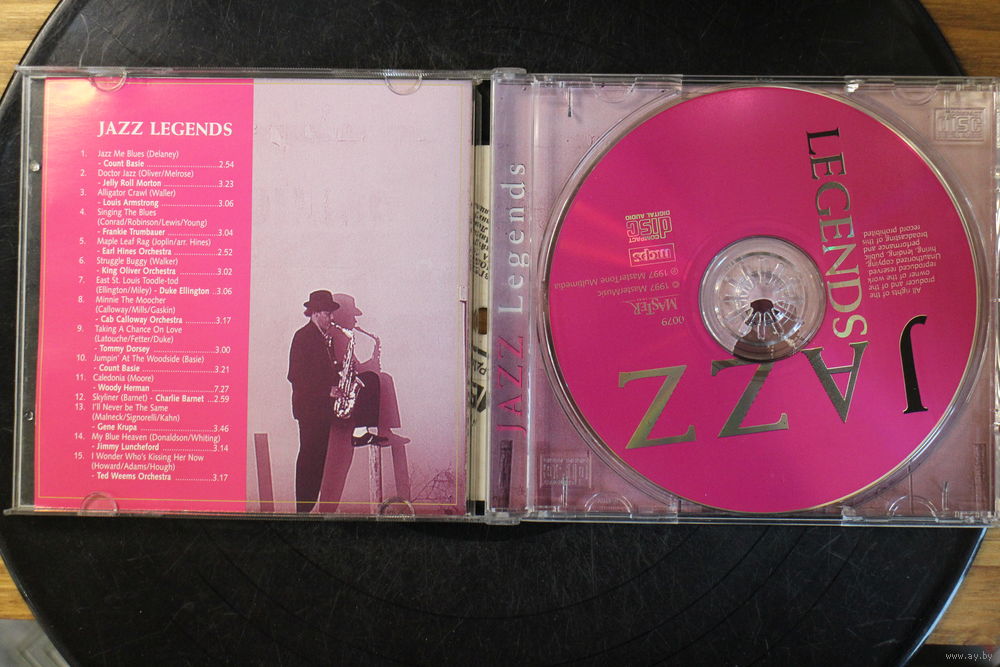 JAZZ LEGENDS
1. Jazz Me Blues (Delaney)
- Count Basie ................................2.54
2. Doctor Jazz (Oliver/Melrose)
- Jelly Roll Morton ........................3.23
3. Alligator Crawl (Waller)
- Louis Armstrong .........................3.06
4. Singing The Blues
(Conrad/Robinson/Lewis/Young)
- Frankie Trumbauer .....................3.04
5. Maple Leaf Rag (Joplin/arr. Hines)
- Earl Hines Orchestra ...................2.52
6. Struggle Buggy (Walker)
- King Oliver Orchestra .................3.02
7. East St. Louis Toodle-tod
(Ellington/Miley) - Duke Ellington ..3.06
8. Minnie The Moocher
(Calloway/Mills/Gaskin)
- Cab Calloway Orchestra .............3.17
9. Taking A Chance On Love
(Latouche/Fetter/Duke)
- Tommy Dorsey ..........................3.00
10. Jumpin' At The Woodside (Basie)
- Count Basie ..............................3.21
11. Caledonia (Moore)
- Woody Herman .........................7.27
12. Skyliner (Barnet) - Charlie Barnet ...2.59
13. I'll Never be The Same
(Malneck/Signorelli/Kahn)
- Gene Krupa ..............................3.46
14. My Blue Heaven (Donaldson/Whiting)
- Jimmy Lunceford .......................3.14
15. I Wonder Who's Kissing Her Now
(Howard/Adams/Hough)
- Ted Weems Orchestra .................3.17
JAZZ Legends
JAZZ
LEGENDS
COMPACT
disc
DIGITAL AUDIO
MCPS
MASTER
0079
℗ 1997 MasterTone Multimedia
© 1997 MasterMusic
All rights of the
producer and of the
owner of the work
reproduced reserved
Unauthorised copying,
hiring, lending, public
performance and
broadcasting of this
record prohibited
disc
www.ay.by